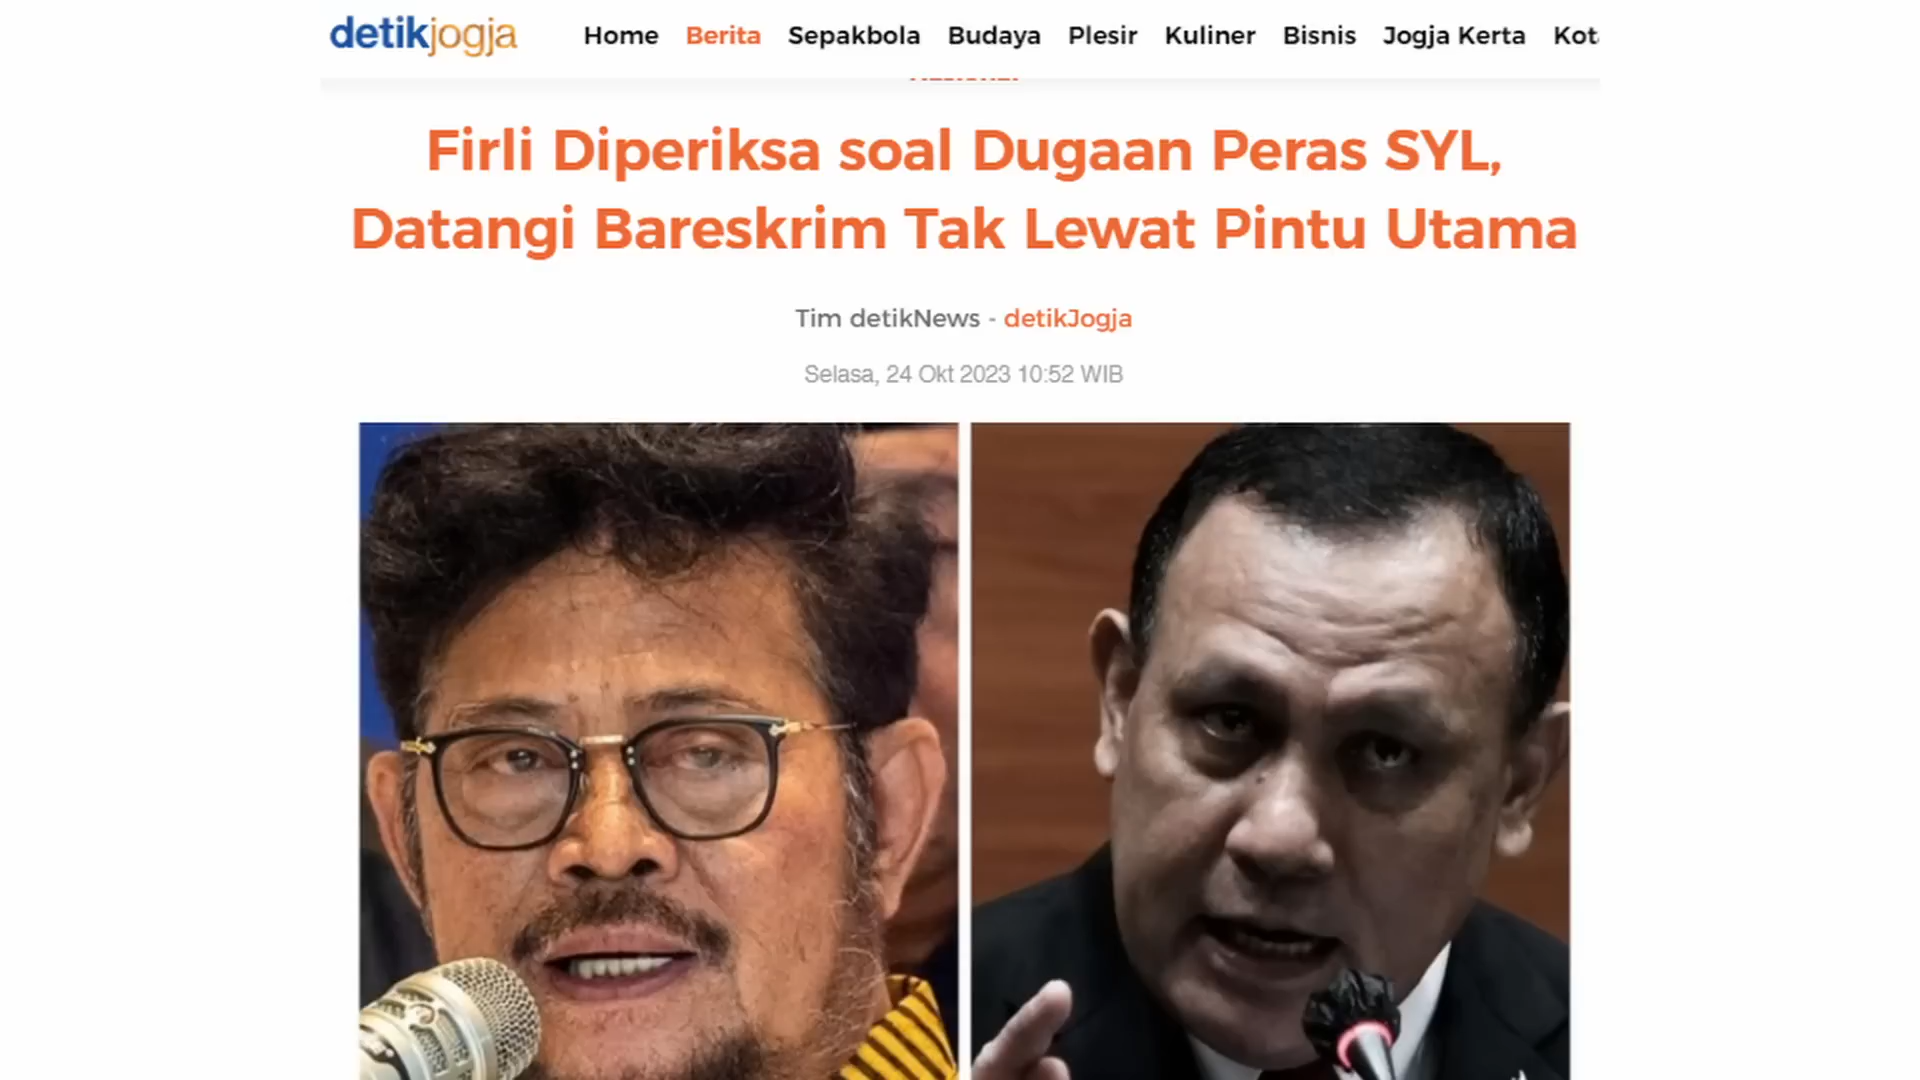 detikjogja Home Berita Sepakbola Budaya Plesir Kuliner Bisnis Jogja Kerta
Firli Diperiksa soal Dugaan Peras SYL,
Datangi Bareskrim Tak Lewat Pintu Utama
Tim detikNews - detikJogja
Selasa, 24 Okt 2023 10:52 WIB